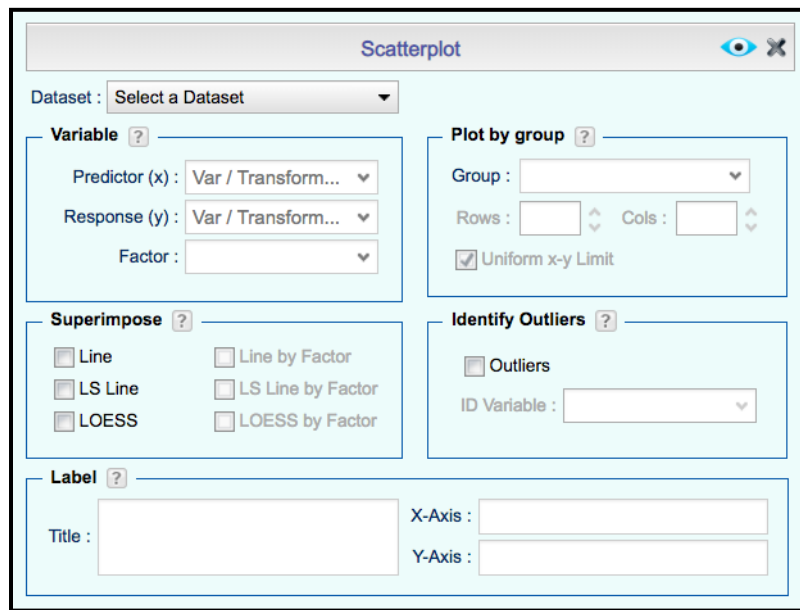 Scatterplot
Dataset : Select a Dataset
Variable ?
Predictor (x) : Var / Transform...
Response (y) : Var / Transform...
Factor :
Plot by group ?
Group :
Rows : Cols :
Uniform x-y Limit
Superimpose ?
Line Line by Factor
LS Line LS Line by Factor
LOESS LOESS by Factor
Identify Outliers ?
Outliers
ID Variable :
Label ?
Title :
X-Axis :
Y-Axis :